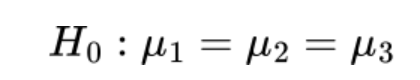 H₀ : μ₁ = μ₂ = μ₃